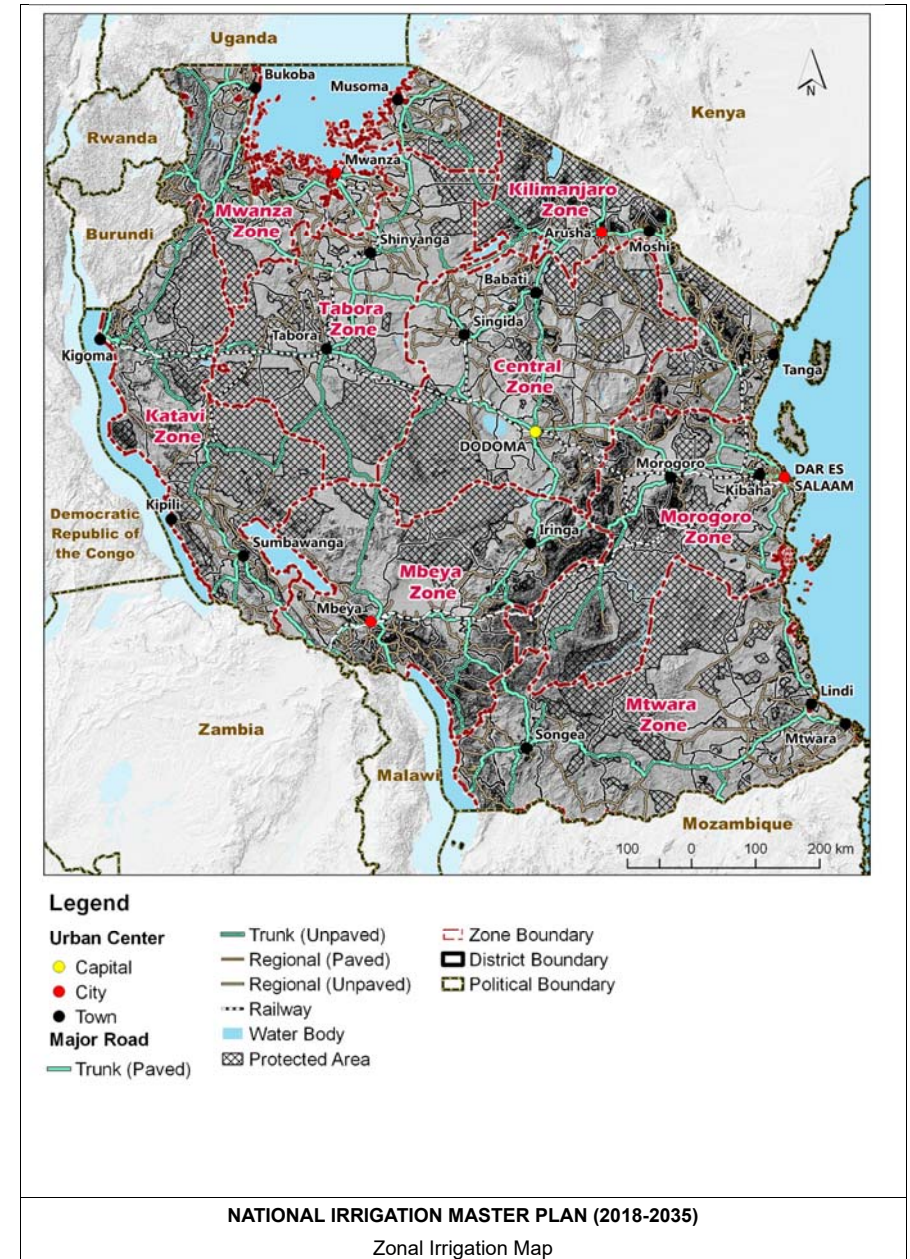 Uganda
Bukoba
Musoma
N
Kenya
Rwanda
Mwanza
Kilimanjaro
Zone
Mwanza
Zone
Burundi
Arusha
Moshi
Shinyanga
Babati
Tabora
Zone
Singida
Tabora
Kigoma
Central
Zone
Tanga
Katavi
Zone
DODOMA
Morogoro
DAR ES
SALAAM
Kibaha
Kipili
Democratic
Republic of
the Congo
Morogoro
Zone
Iringa
Sumbawanga
Mbeya
Zone
Mbeya
Lindi
Mtwara
Zone
Zambia
Songea
Mtwara
Malawi
Mozambique
100 0 100 200 km
Legend
Urban Center
Capital
City
Town
Major Road
Trunk (Paved)
Trunk (Unpaved)
Regional (Paved)
Regional (Unpaved)
Railway
Water Body
Protected Area
Zone Boundary
District Boundary
Political Boundary
NATIONAL IRRIGATION MASTER PLAN (2018-2035)
Zonal Irrigation Map